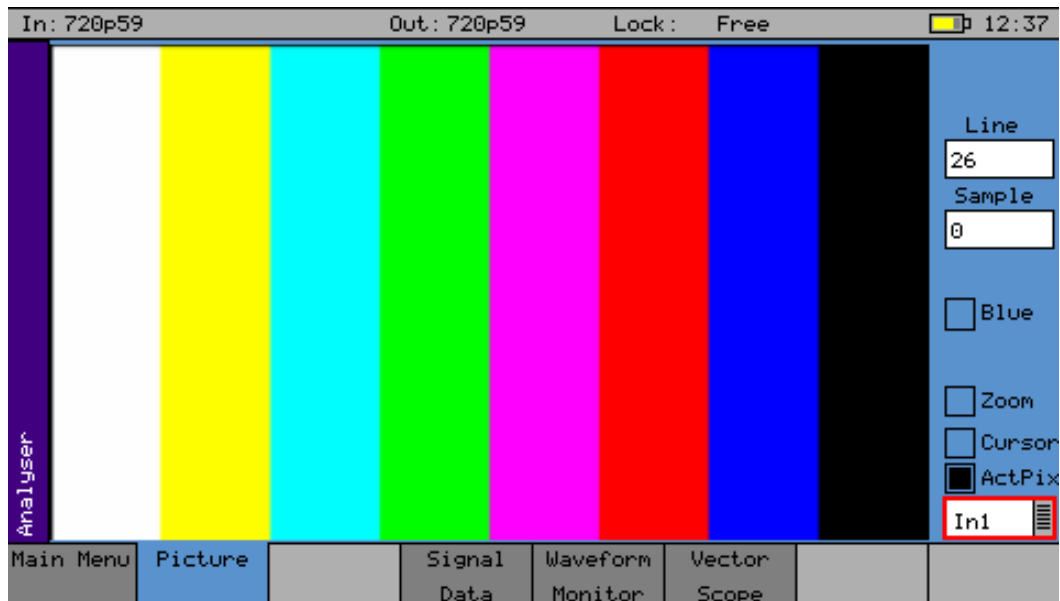 In: 720p59 Out: 720p59 Lock: Free 12:37
Analyser
Line
26
Sample
0
Blue
Zoom
Cursor
ActPix
In1
Main Menu Picture Signal Waveform Vector
Data Monitor Scope